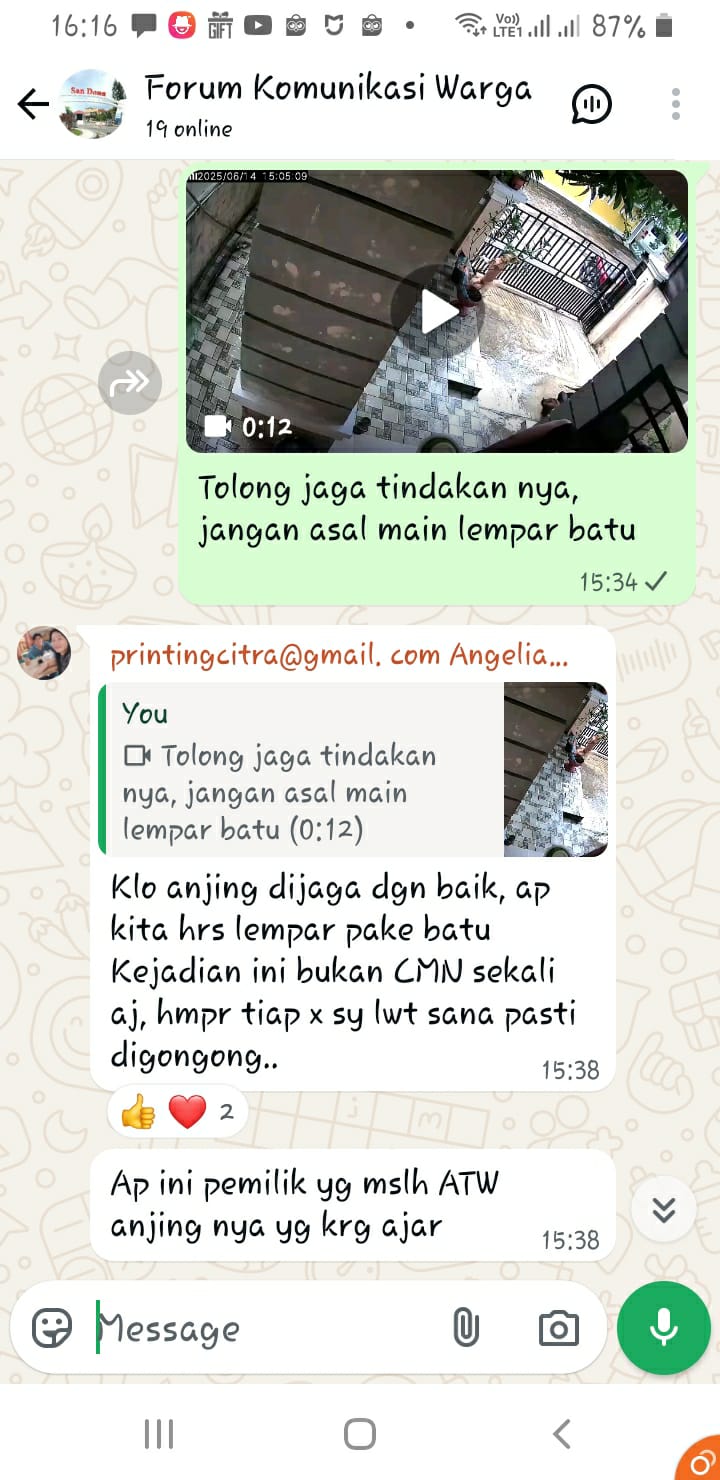 16:16
GIFT
Vo))
LTE1
87%
San Dona
Forum Komunikasi Warga
19 online
2025/06/14 15:05:09
0:12
Tolong jaga tindakan nya,
jangan asal main lempar batu
15:34
printingcitra@gmail. com Angelia...
You
Tolong jaga tindakan
nya, jangan asal main
lempar batu (0:12)
Klo anjing dijaga dgn baik, ap
kita hrs lempar pake batu
Kejadian ini bukan CMN sekali
aj, hmpr tiap x sy lwt sana pasti
digongong..
15:38
2
Ap ini pemilik yg mslh ATW
anjing nya yg krg ajar
15:38
Message